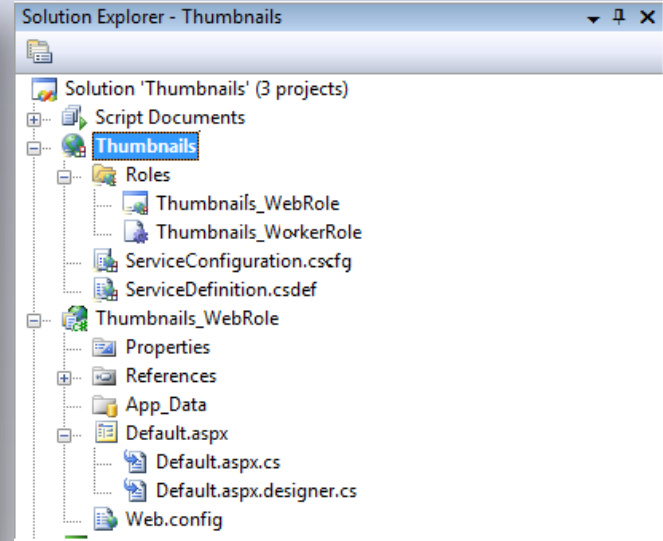 Solution Explorer - Thumbnails
Solution 'Thumbnails' (3 projects)
Script Documents
Thumbnails
Roles
Thumbnails_WebRole
Thumbnails_WorkerRole
ServiceConfiguration.cscfg
ServiceDefinition.csdef
Thumbnails_WebRole
Properties
References
App_Data
Default.aspx
Default.aspx.cs
Default.aspx.designer.cs
Web.config